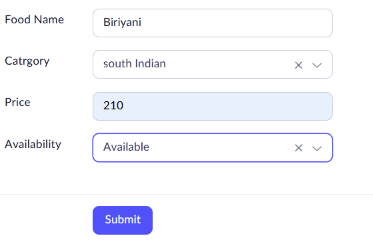 Food Name Biriyani
Catrgory south Indian
Price 210
Availability Available
Submit